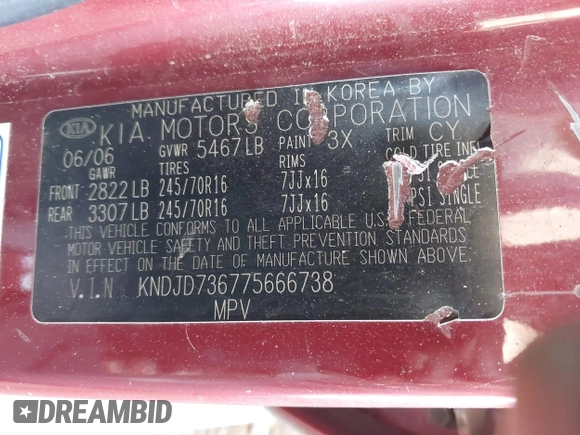 MANUFACTURED IN KOREA BY
KIA KIA MOTORS CORPORATION
06/06 GVWR 5467LB PAINT 3X TRIM CY
GAWR TIRES RIMS COLD TIRE
FRONT 2822LB 245/70R16 7JJx16
REAR 3307LB 245/70R16 7JJx16 PSI SINGLE
THIS VEHICLE CONFORMS TO ALL APPLICABLE U.S. FEDERAL
MOTOR VEHICLE SAFETY AND THEFT PREVENTION STANDARDS
IN EFFECT ON THE DATE OF MANUFACTURE SHOWN ABOVE.
V.I.N KNDJD736775666738
MPV
DREAMBID